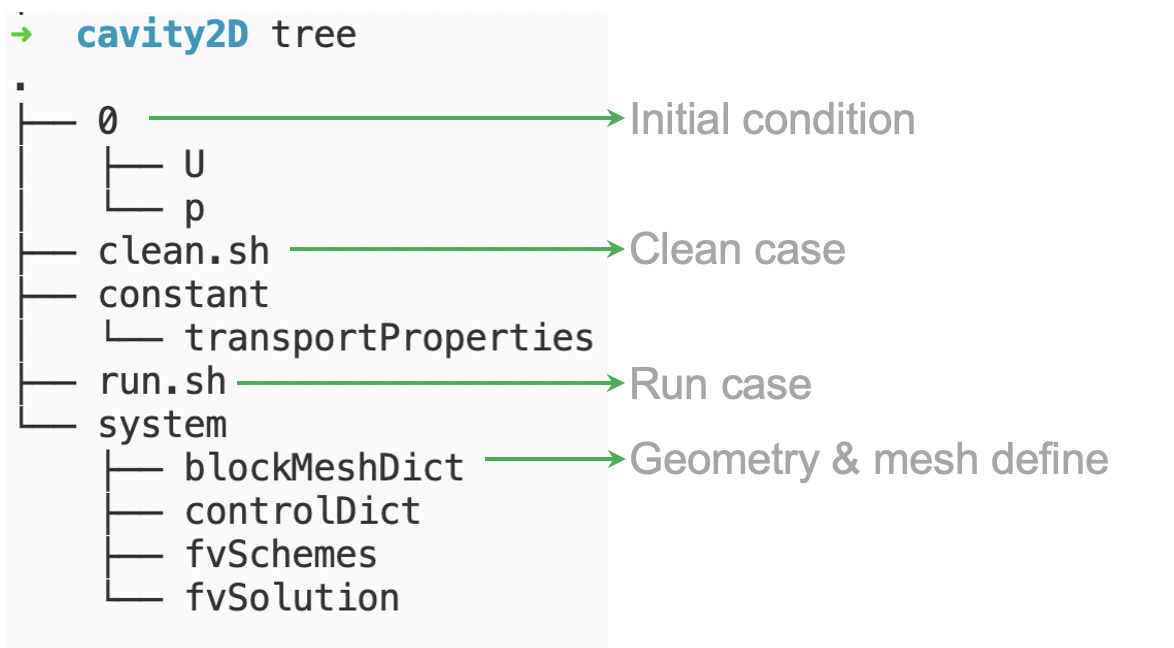 ➜ cavity2D tree
.
├── 0 Initial condition
│   ├── U
│   └── p
├── clean.sh Clean case
├── constant
│   └── transportProperties
├── run.sh Run case
└── system
    ├── blockMeshDict Geometry & mesh define
    ├── controlDict
    ├── fvSchemes
    └── fvSolution